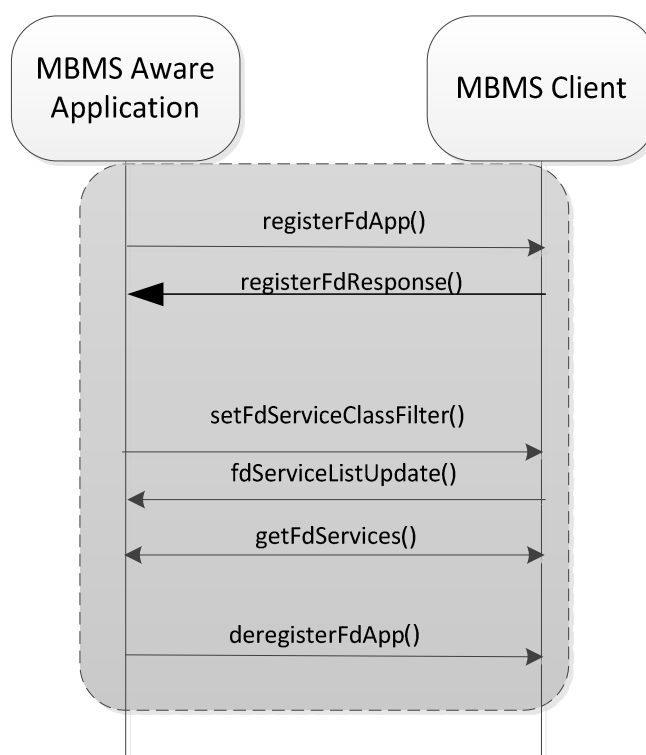 MBMS Aware
Application
MBMS Client
registerFdApp()
registerFdResponse()
setFdServiceClassFilter()
fdServiceListUpdate()
getFdServices()
deregisterFdApp()